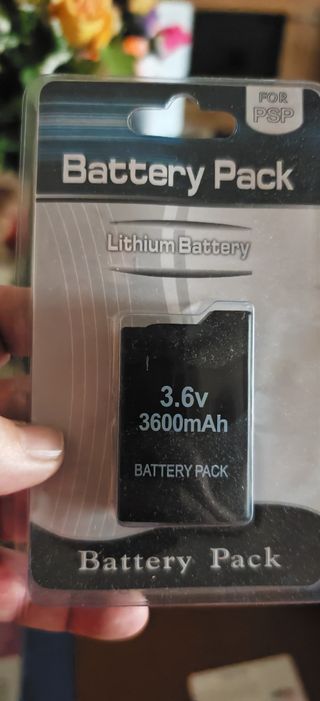 FOR
PSP
Battery Pack
Lithium Battery
3.6v
3600mAh
BATTERY PACK
Battery Pack